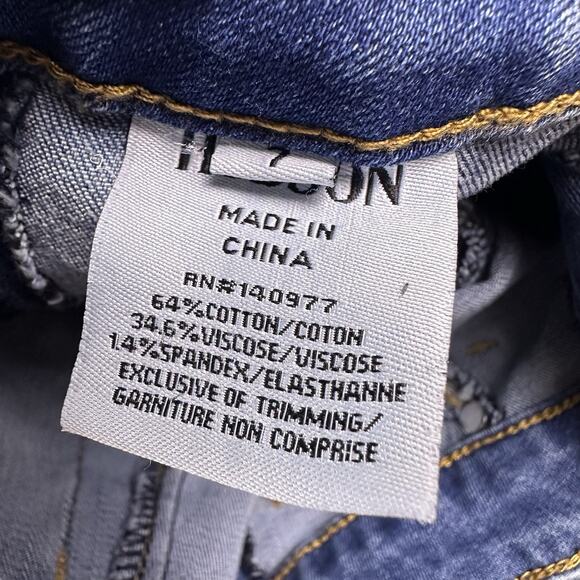 7
MADE IN
CHINA
RN#140977
64%COTTON/COTON
34.6%VISCOSE/VISCOSE
1.4%SPANDEX/ELASTHANNE
EXCLUSIVE OF TRIMMING/
GARNITURE NON COMPRISE